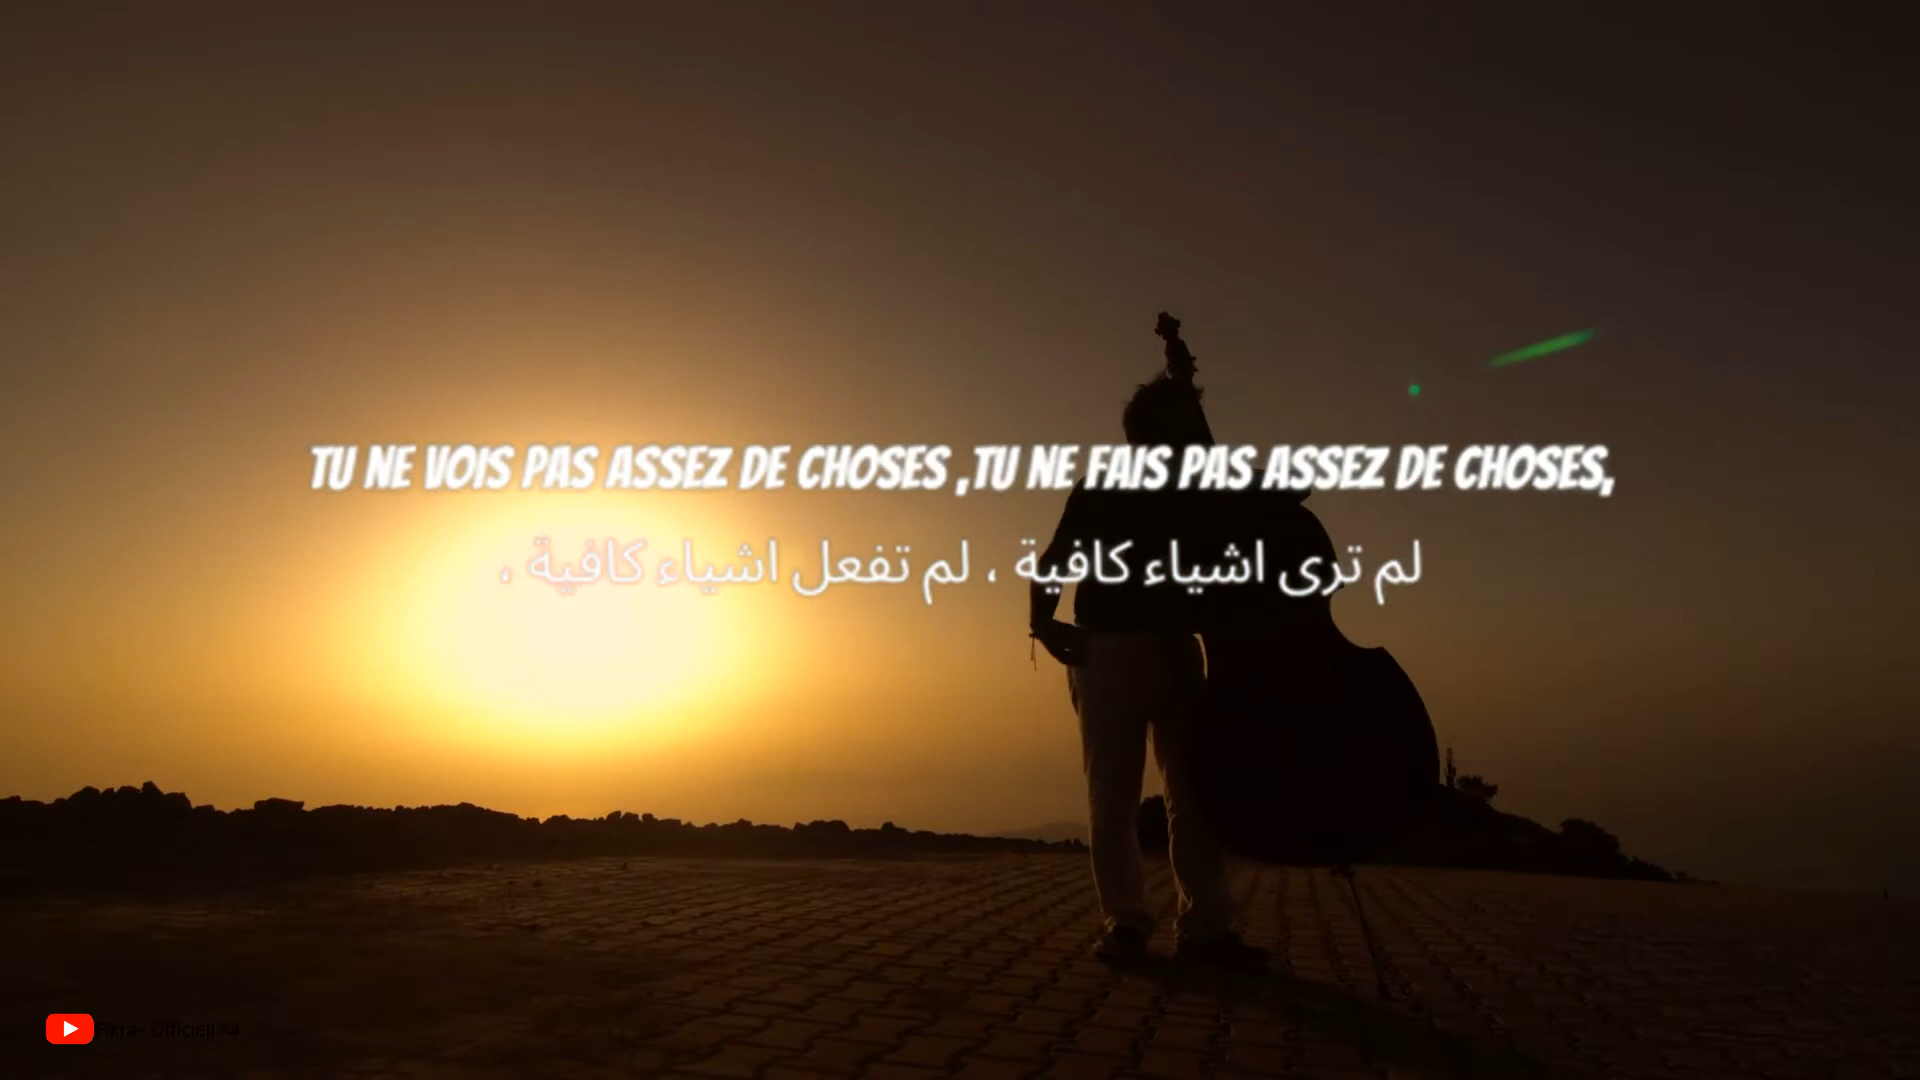 TU NE VOIS PAS ASSEZ DE CHOSES ,TU NE FAIS PAS ASSEZ DE CHOSES,
لم ترى اشياء كافية ، لم تفعل اشياء كافية ،